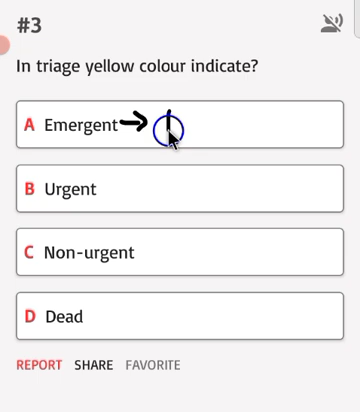 #3
In triage yellow colour indicate?
A Emergent →
B Urgent
C Non-urgent
D Dead
REPORT SHARE FAVORITE